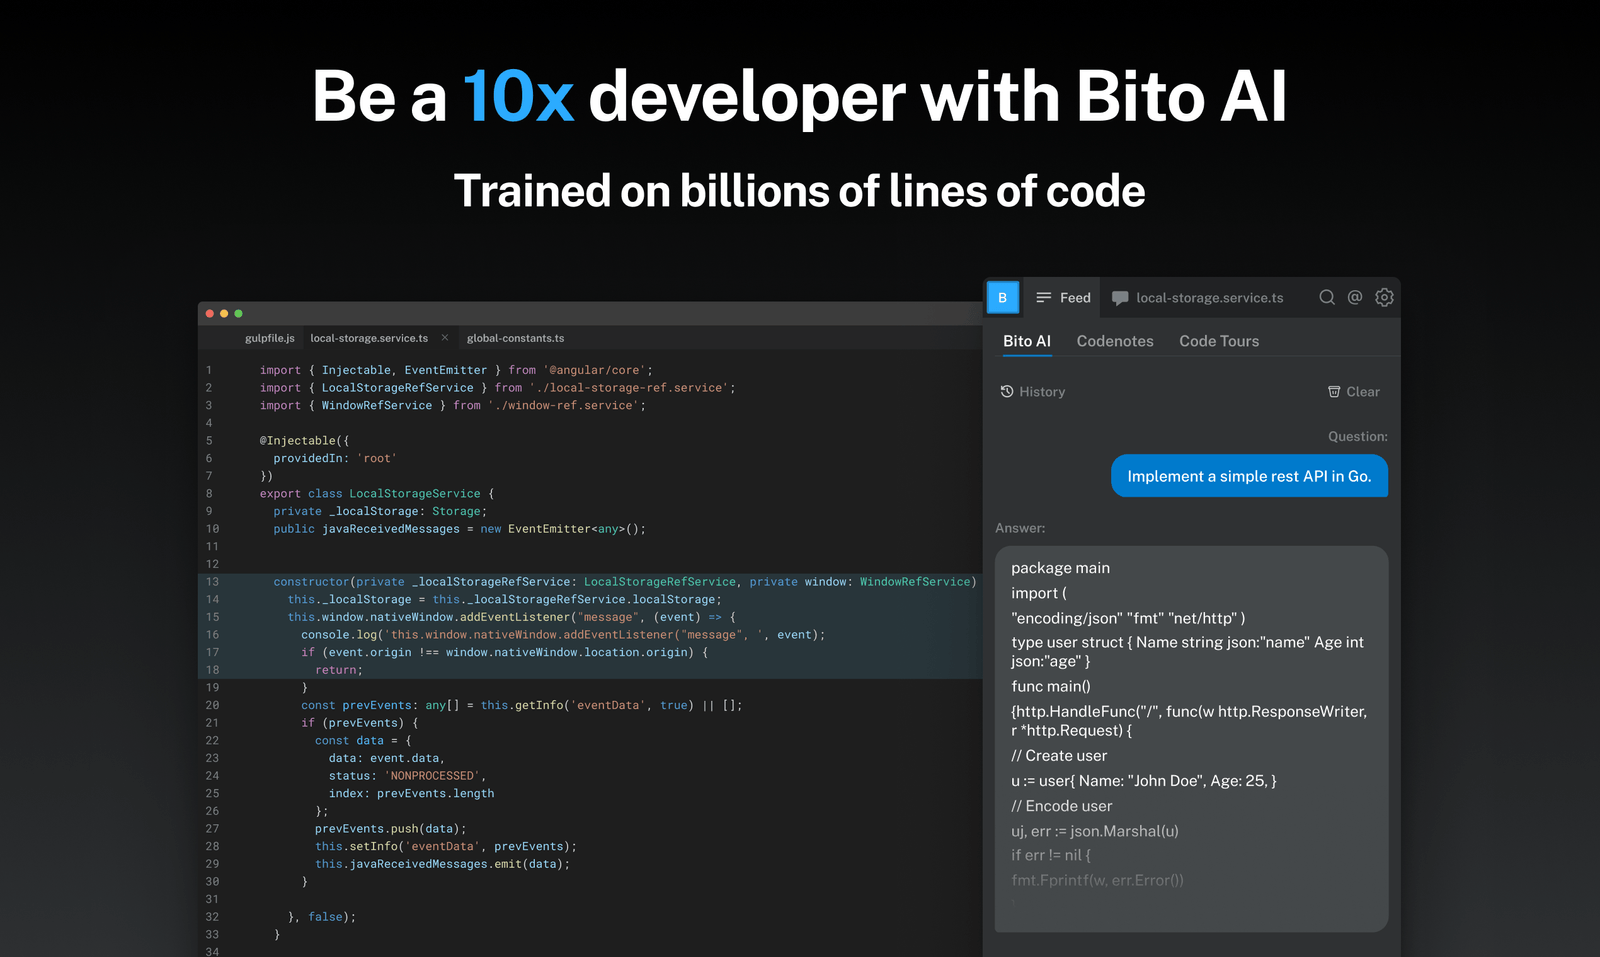 Be a 10x developer with Bito AI
Trained on billions of lines of code
gulpfile.js local-storage.service.ts × global-constants.ts
1 import { Injectable, EventEmitter } from '@angular/core';
2 import { LocalStorageRefService } from './local-storage-ref.service';
3 import { WindowRefService } from './window-ref.service';
4
5 @Injectable({
6 providedIn: 'root'
7 })
8 export class LocalStorageService {
9 private _localStorage: Storage;
10 public javaReceivedMessages = new EventEmitter<any>();
11
12
13 constructor(private _localStorageRefService: LocalStorageRefService, private window: WindowRefService)
14 this._localStorage = this._localStorageRefService.localStorage;
15 this.window.nativeWindow.addEventListener("message", (event) => {
16 console.log('this.window.nativeWindow.addEventListener("message", ', event);
17 if (event.origin !== window.nativeWindow.location.origin) {
18 return;
19 }
20 const prevEvents: any[] = this.getInfo('eventData', true) || [];
21 if (prevEvents) {
22 const data = {
23 data: event.data,
24 status: 'NONPROCESSED',
25 index: prevEvents.length
26 };
27 prevEvents.push(data);
28 this.setInfo('eventData', prevEvents);
29 this.javaReceivedMessages.emit(data);
30 }
31
32 }, false);
33 }
34
B Feed local-storage.service.ts @
Bito AI Codenotes Code Tours
History Clear
Question:
Implement a simple rest API in Go.
Answer:
package main
import (
"encoding/json" "fmt" "net/http" )
type user struct { Name string json:"name" Age int
json:"age" }
func main()
{http.HandleFunc("/", func(w http.ResponseWriter,
r *http.Request) {
// Create user
u := user{ Name: "John Doe", Age: 25, }
// Encode user
uj, err := json.Marshal(u)
if err != nil {
fmt.Fprintf(w, err.Error())